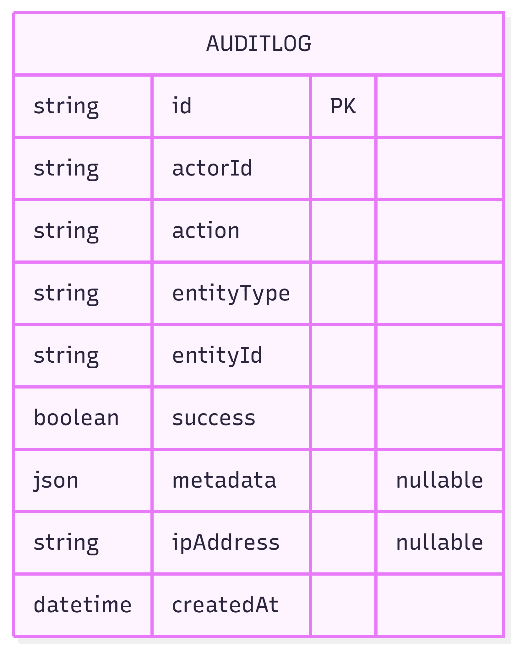 AUDITLOG
string id PK
string actorId
string action
string entityType
string entityId
boolean success
json metadata nullable
string ipAddress nullable
datetime createdAt